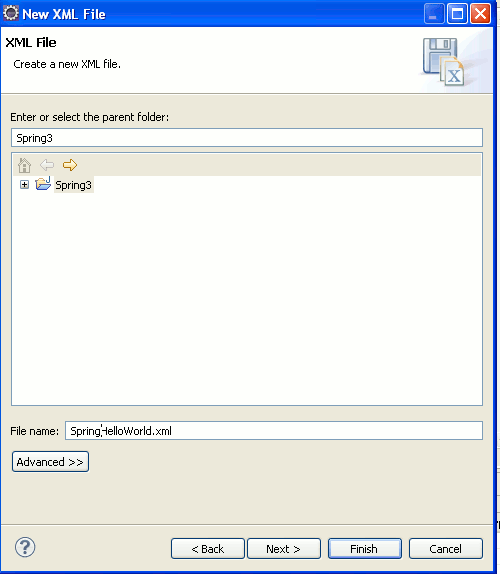 New XML File
XML File
Create a new XML file.
Enter or select the parent folder:
Spring3
Spring3
File name: SpringHelloWorld.xml
Advanced >>
< Back Next > Finish Cancel